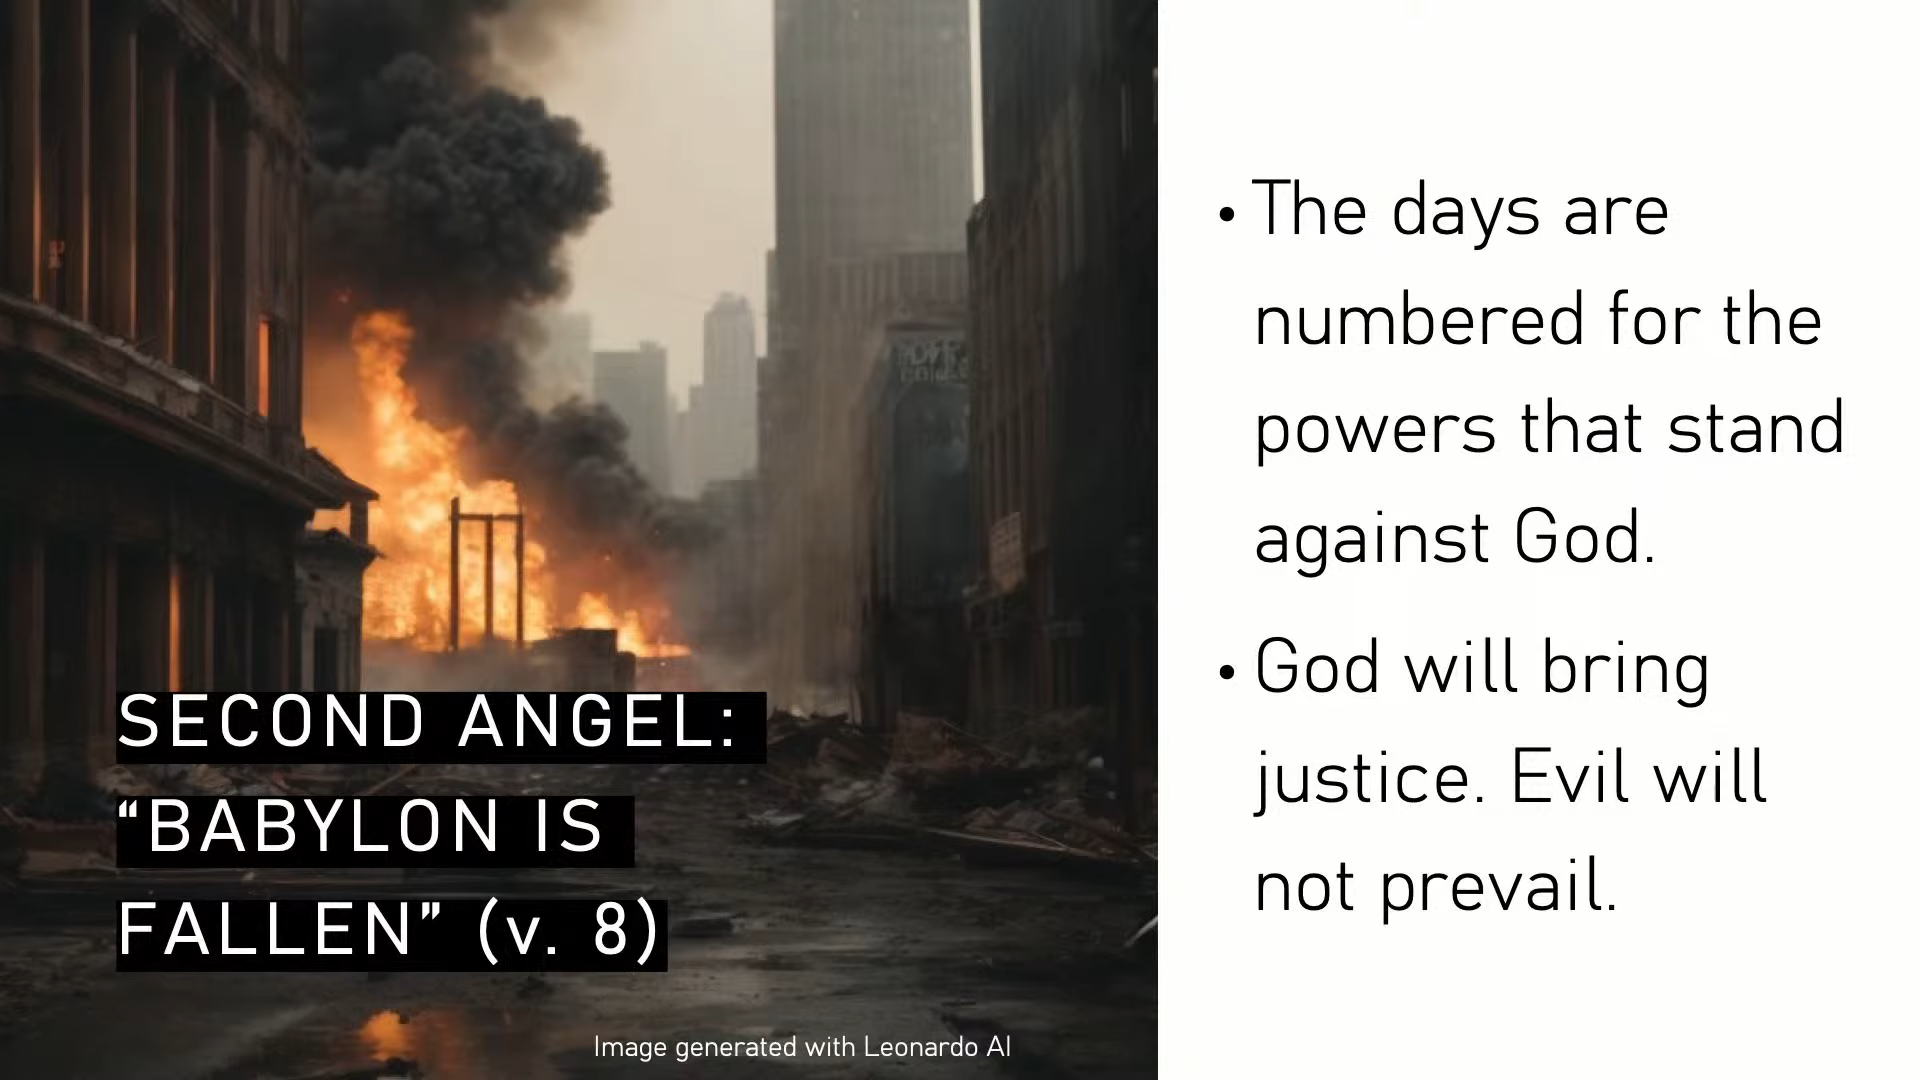 SECOND ANGEL:
“BABYLON IS
FALLEN” (v. 8)
Image generated with Leonardo AI
• The days are
numbered for the
powers that stand
against God.
• God will bring
justice. Evil will
not prevail.